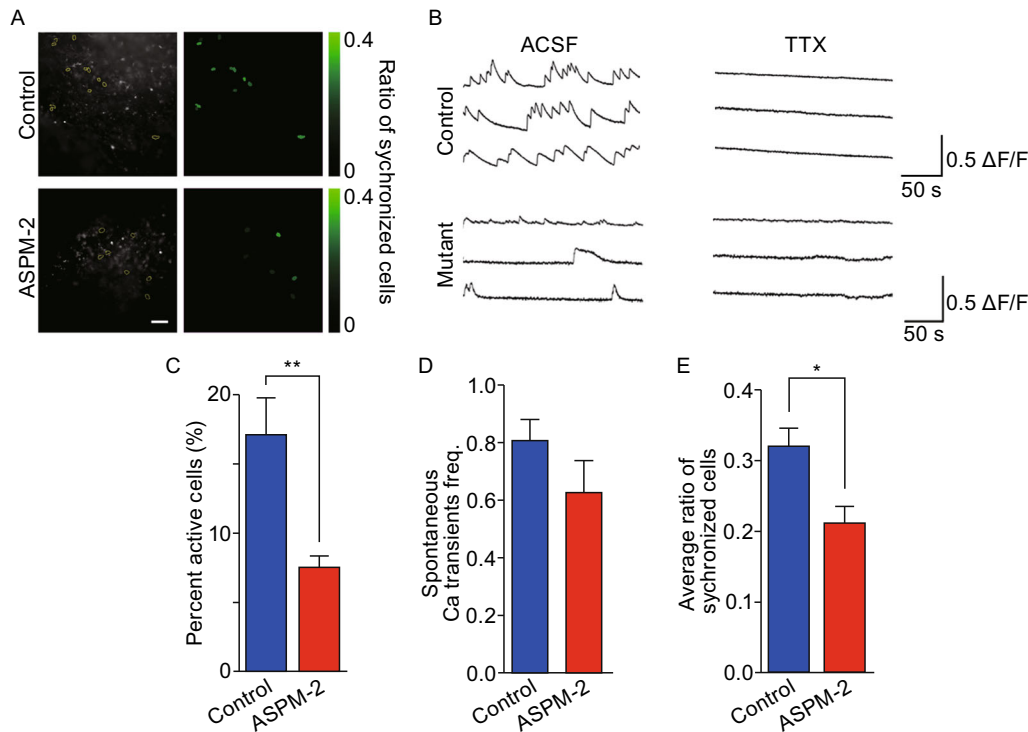 A
Control
ASPM-2
0.4
0
0.4
0
Ratio of sychronized cells
B
ACSF
TTX
Control
Mutant
0.5 ΔF/F
50 s
0.5 ΔF/F
50 s
C
**
Percent active cells (%)
20
10
0
Control
ASPM-2
D
Spontaneous
Ca transients freq.
1.0
0.8
0.6
0.4
0.2
0.0
Control
ASPM-2
E
*
Average ratio of
sychronized cells
0.4
0.3
0.2
0.1
0.0
Control
ASPM-2